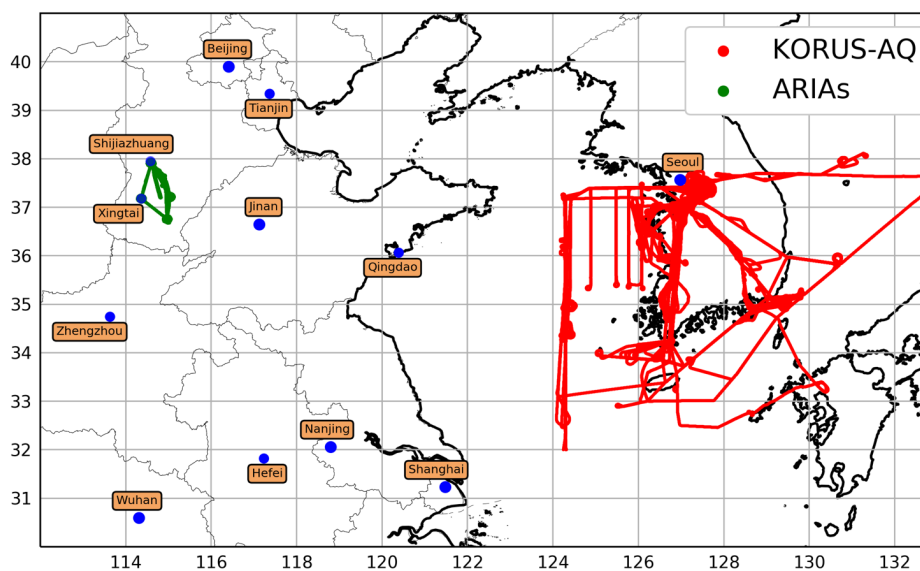 KORUS-AQ
ARIAs
Beijing
Tianjin
Shijiazhuang
Xingtai
Jinan
Seoul
Qingdao
Zhengzhou
Nanjing
Hefei
Shanghai
Wuhan
40
39
38
37
36
35
34
33
32
31
114 116 118 120 122 124 126 128 130 132